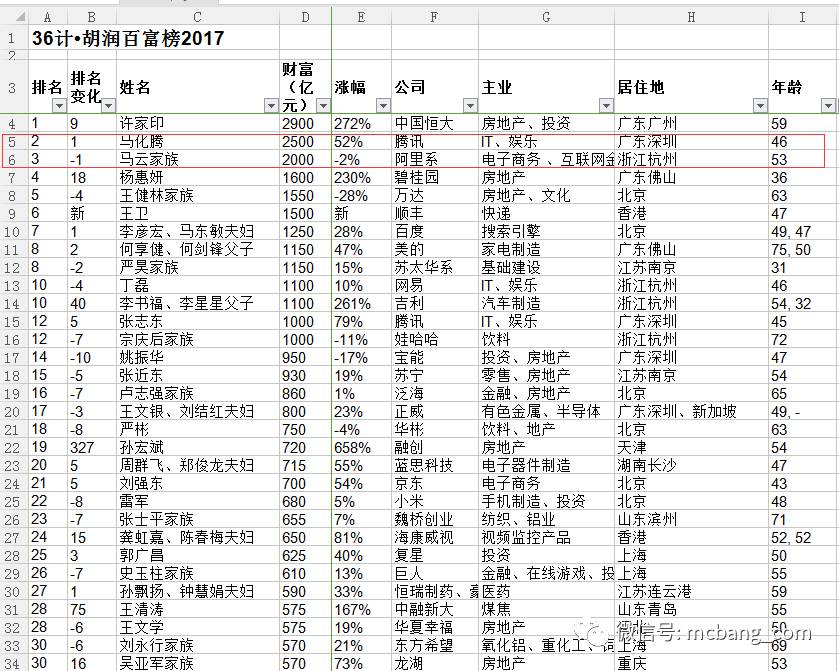 A B C D E F G H I
1 36计•胡润百富榜2017
2
3 排名 排名变化 姓名 财富(亿元) 涨幅 公司 主业 居住地 年龄
4 1 9 许家印 2900 272% 中国恒大 房地产、投资 广东广州 59
5 2 1 马化腾 2500 52% 腾讯 IT、娱乐 广东深圳 46
6 3 -1 马云家族 2000 -2% 阿里系 电子商务、互联网金 浙江杭州 53
7 4 18 杨惠妍 1600 230% 碧桂园 房地产 广东佛山 36
8 5 -4 王健林家族 1550 -28% 万达 房地产、文化 北京 63
9 6 新 王卫 1500 新 顺丰 快递 香港 47
10 7 1 李彦宏、马东敏夫妇 1250 28% 百度 搜索引擎 北京 49, 47
11 8 2 何享健、何剑锋父子 1150 47% 美的 家电制造 广东佛山 75, 50
12 8 -2 严昊家族 1150 15% 苏太华系 基础建设 江苏南京 31
13 10 -4 丁磊 1100 10% 网易 IT、娱乐 浙江杭州 46
14 10 40 李书福、李星星父子 1100 261% 吉利 汽车制造 浙江杭州 54, 32
15 12 5 张志东 1000 79% 腾讯 IT、娱乐 广东深圳 45
16 12 -7 宗庆后家族 1000 -11% 娃哈哈 饮料 浙江杭州 72
17 14 -10 姚振华 950 -17% 宝能 投资、房地产 广东深圳 47
18 15 -5 张近东 930 19% 苏宁 零售、房地产 江苏南京 54
19 16 -7 卢志强家族 860 1% 泛海 金融、房地产 北京 65
20 17 -3 王文银、刘结红夫妇 800 23% 正威 有色金属、半导体 广东深圳、新加坡 49, -
21 18 -8 严彬 750 -4% 华彬 饮料、地产 北京 63
22 19 327 孙宏斌 720 658% 融创 房地产 天津 54
23 20 5 周群飞、郑俊龙夫妇 715 55% 蓝思科技 电子器件制造 湖南长沙 47
24 21 5 刘强东 700 54% 京东 电子商务 北京 43
25 22 -8 雷军 680 5% 小米 手机制造、投资 北京 48
26 23 -7 张士平家族 655 7% 魏桥创业 纺织、铝业 山东滨州 71
27 24 15 龚虹嘉、陈春梅夫妇 650 81% 海康威视 视频监控产品 香港 52, 52
28 25 3 郭广昌 625 40% 复星 投资 上海 50
29 26 -7 史玉柱家族 610 13% 巨人 金融、在线游戏、投 上海 55
30 27 1 孙飘扬、钟慧娟夫妇 590 33% 恒瑞制药、豪 医药 江苏连云港 59
31 28 75 王清涛 575 167% 中融新大 煤焦 山东青岛 55
32 28 -6 王文学 575 19% 华夏幸福 房地产 河北 50
33 30 -6 刘永行家族 570 21% 东方希望 氧化铝、重化工、 上海 69
34 30 16 吴亚军家族 570 73% 龙湖 房地产 重庆 53
微信号: mcbang_com